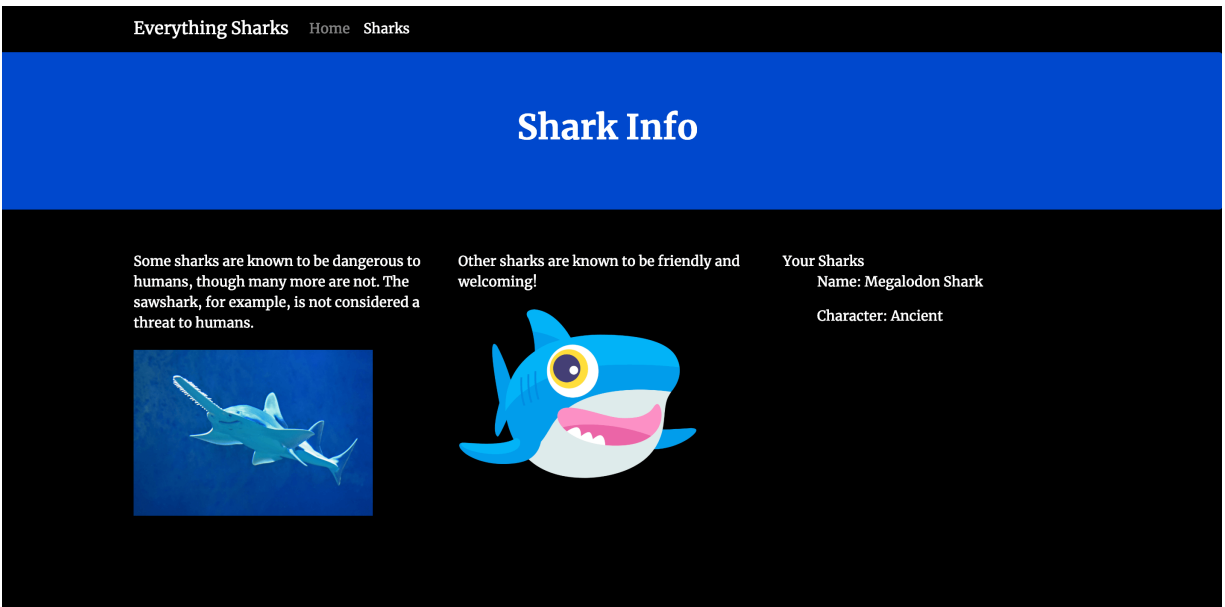 Everything Sharks Home Sharks
Shark Info
Some sharks are known to be dangerous to
humans, though many more are not. The
sawshark, for example, is not considered a
threat to humans.
Other sharks are known to be friendly and
welcoming!
Your Sharks
Name: Megalodon Shark
Character: Ancient